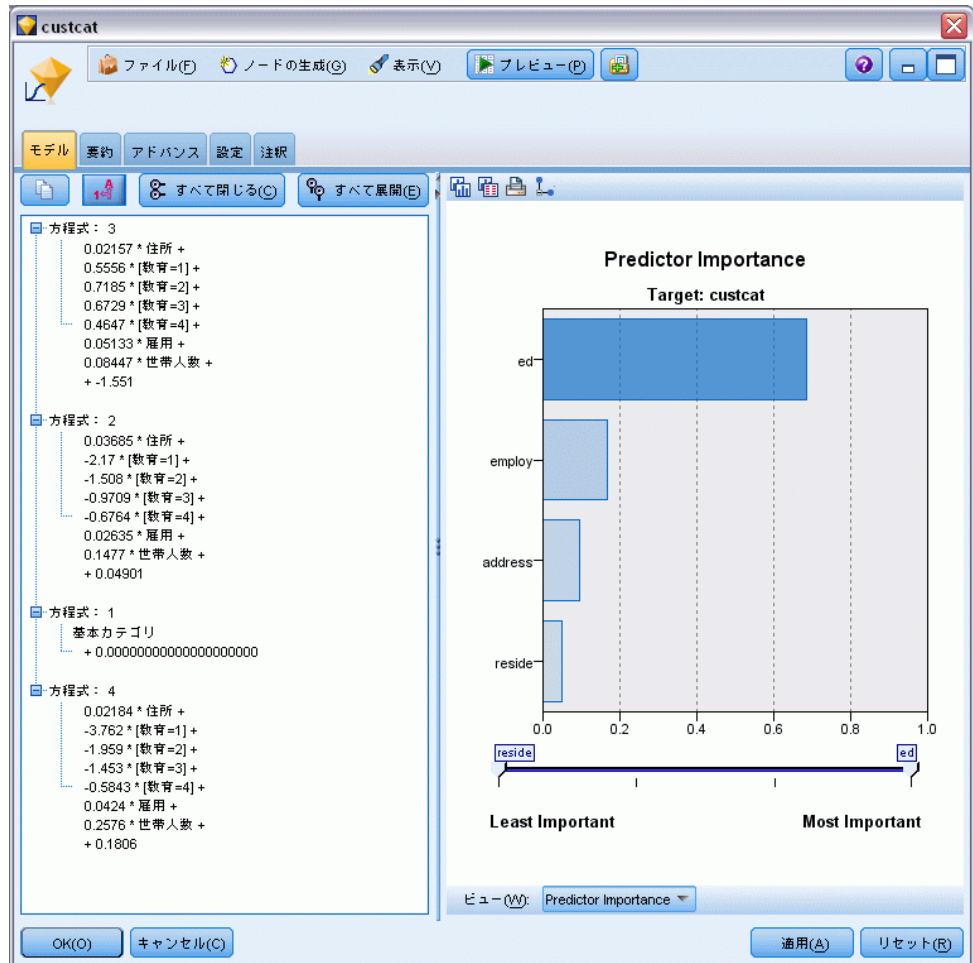 custcat
ファイル(F) ノードの生成(G) 表示(V) プレビュー(P)
モデル 要約 アドバンス 設定 注釈
すべて閉じる(C) すべて展開(E)
方程式: 3
0.02157 * 住所 +
0.5556 * [教育=1] +
0.7185 * [教育=2] +
0.6729 * [教育=3] +
0.4647 * [教育=4] +
0.05133 * 雇用 +
0.08447 * 世帯人数 +
+ -1.551
方程式: 2
0.03685 * 住所 +
-2.17 * [教育=1] +
-1.508 * [教育=2] +
-0.9709 * [教育=3] +
-0.6764 * [教育=4] +
0.02635 * 雇用 +
0.1477 * 世帯人数 +
+ 0.04901
方程式: 1
基本カテゴリ
+ 0.00000000000000000000
方程式: 4
0.02184 * 住所 +
-3.762 * [教育=1] +
-1.959 * [教育=2] +
-1.453 * [教育=3] +
-0.5843 * [教育=4] +
0.0424 * 雇用 +
0.2576 * 世帯人数 +
+ 0.1806
Predictor Importance
Target: custcat
ed
employ
address
reside
0.0 0.2 0.4 0.6 0.8 1.0
reside ed
Least Important Most Important
ビュー(W): Predictor Importance
OK(O) キャンセル(C) 適用(A) リセット(R)